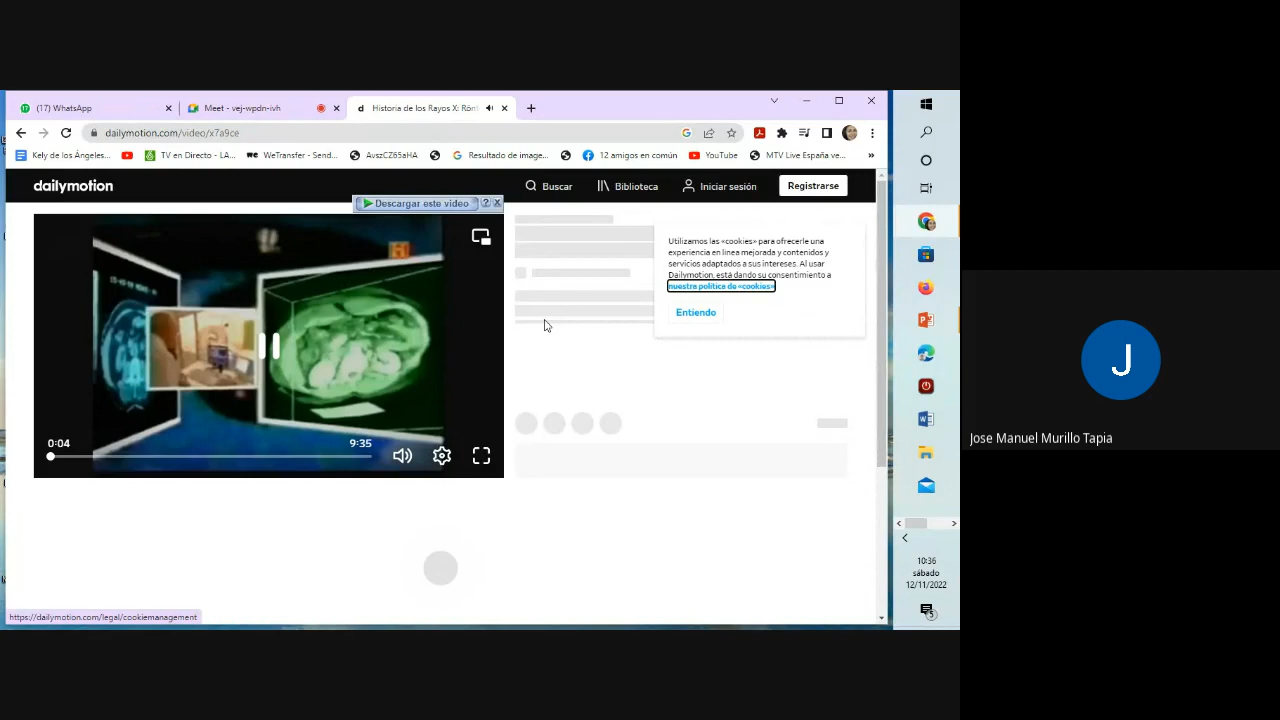 (17) WhatsApp
Meet - vej-wpdn-ivh
Historia de los Rayos X: Rön
dailymotion.com/video/x7a9ce
Kely de los Ángeles...
TV en Directo - LA...
WeTransfer - Send...
AvszCZ65aHA
Resultado de image...
12 amigos en común
YouTube
MTV Live España ve...
»
dailymotion
Buscar
Biblioteca
Iniciar sesión
Registrarse
Descargar este video
?
Utilizamos las «cookies» para ofrecerle una
experiencia en línea mejorada y contenidos y
servicios adaptados a sus intereses. Al usar
Dailymotion, está dando su consentimiento a
nuestra política de «cookies»
Entiendo
H
0:04
9:35
https://dailymotion.com/legal/cookiemanagement
10:36
sábado
12/11/2022
5
J
Jose Manuel Murillo Tapia